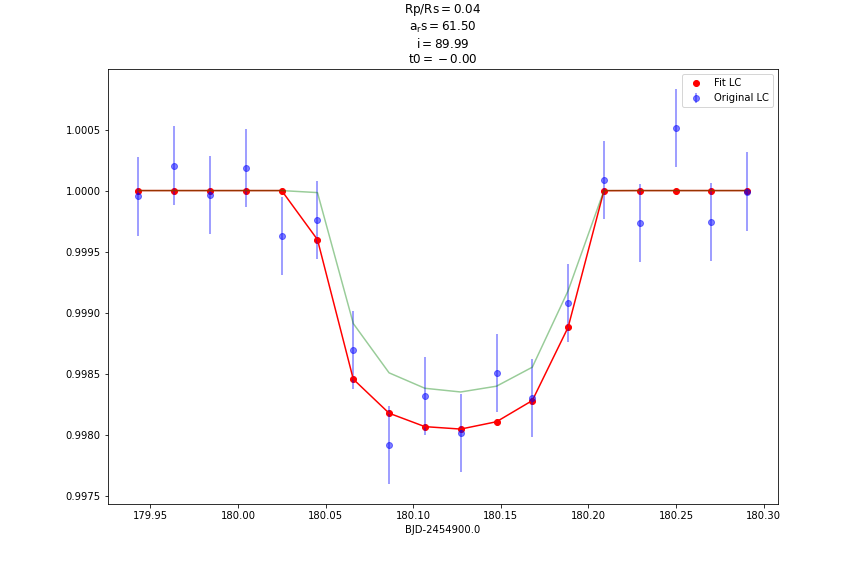 Rp/Rs = 0.04
a_r s = 61.50
i = 89.99
t0 = −0.00
Fit LC
Original LC
1.0005
1.0000
0.9995
0.9990
0.9985
0.9980
0.9975
179.95 180.00 180.05 180.10 180.15 180.20 180.25 180.30
BJD-2454900.0